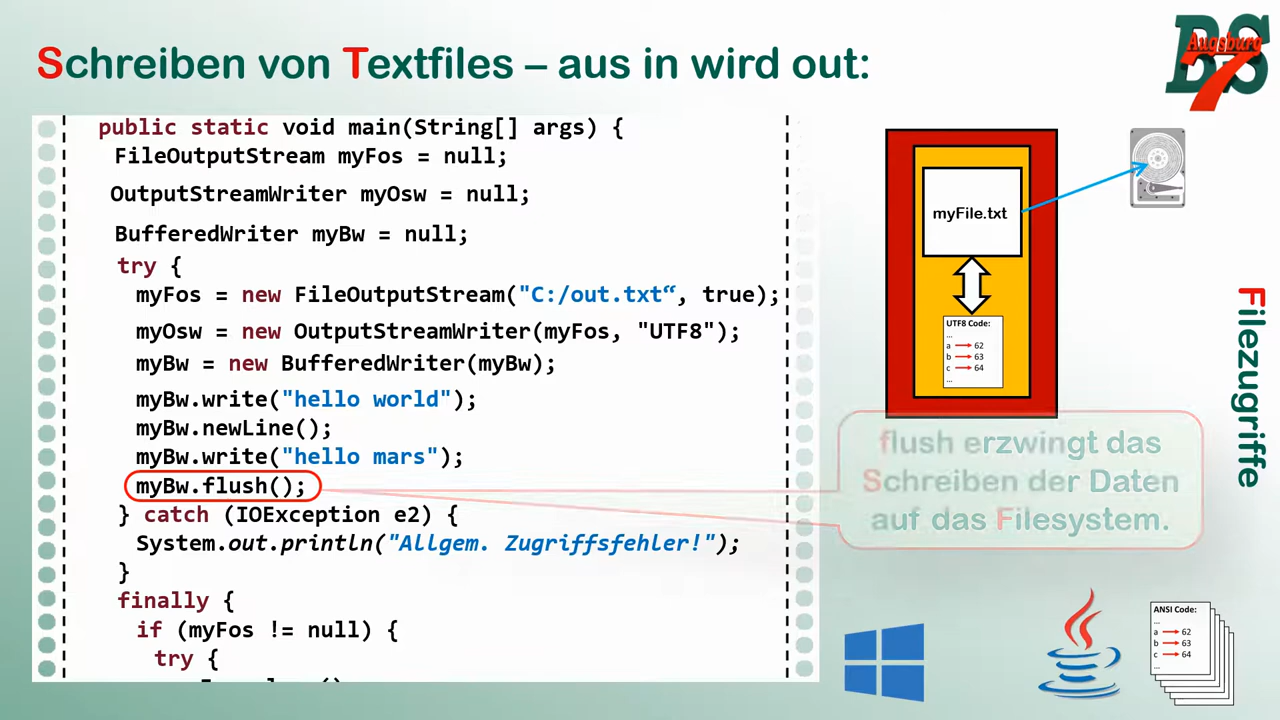 Schreiben von Textfiles – aus in wird out:
BS
Augsburg
7
public static void main(String[] args) {
FileOutputStream myFos = null;
OutputStreamWriter myOsw = null;
BufferedWriter myBw = null;
try {
myFos = new FileOutputStream("C:/out.txt“, true);
myOsw = new OutputStreamWriter(myFos, "UTF8");
myBw = new BufferedWriter(myBw);
myBw.write("hello world");
myBw.newLine();
myBw.write("hello mars");
myBw.flush();
} catch (IOException e2) {
System.out.println("Allgem. Zugriffsfehler!");
}
finally {
if (myFos != null) {
try {
myFile.txt
UTF8 Code:
...
a 62
b 63
c 64
...
flush erzwingt das
Schreiben der Daten
auf das Filesystem.
Filezugriffe
ANSI Code:
...
a 62
b 63
c 64
...